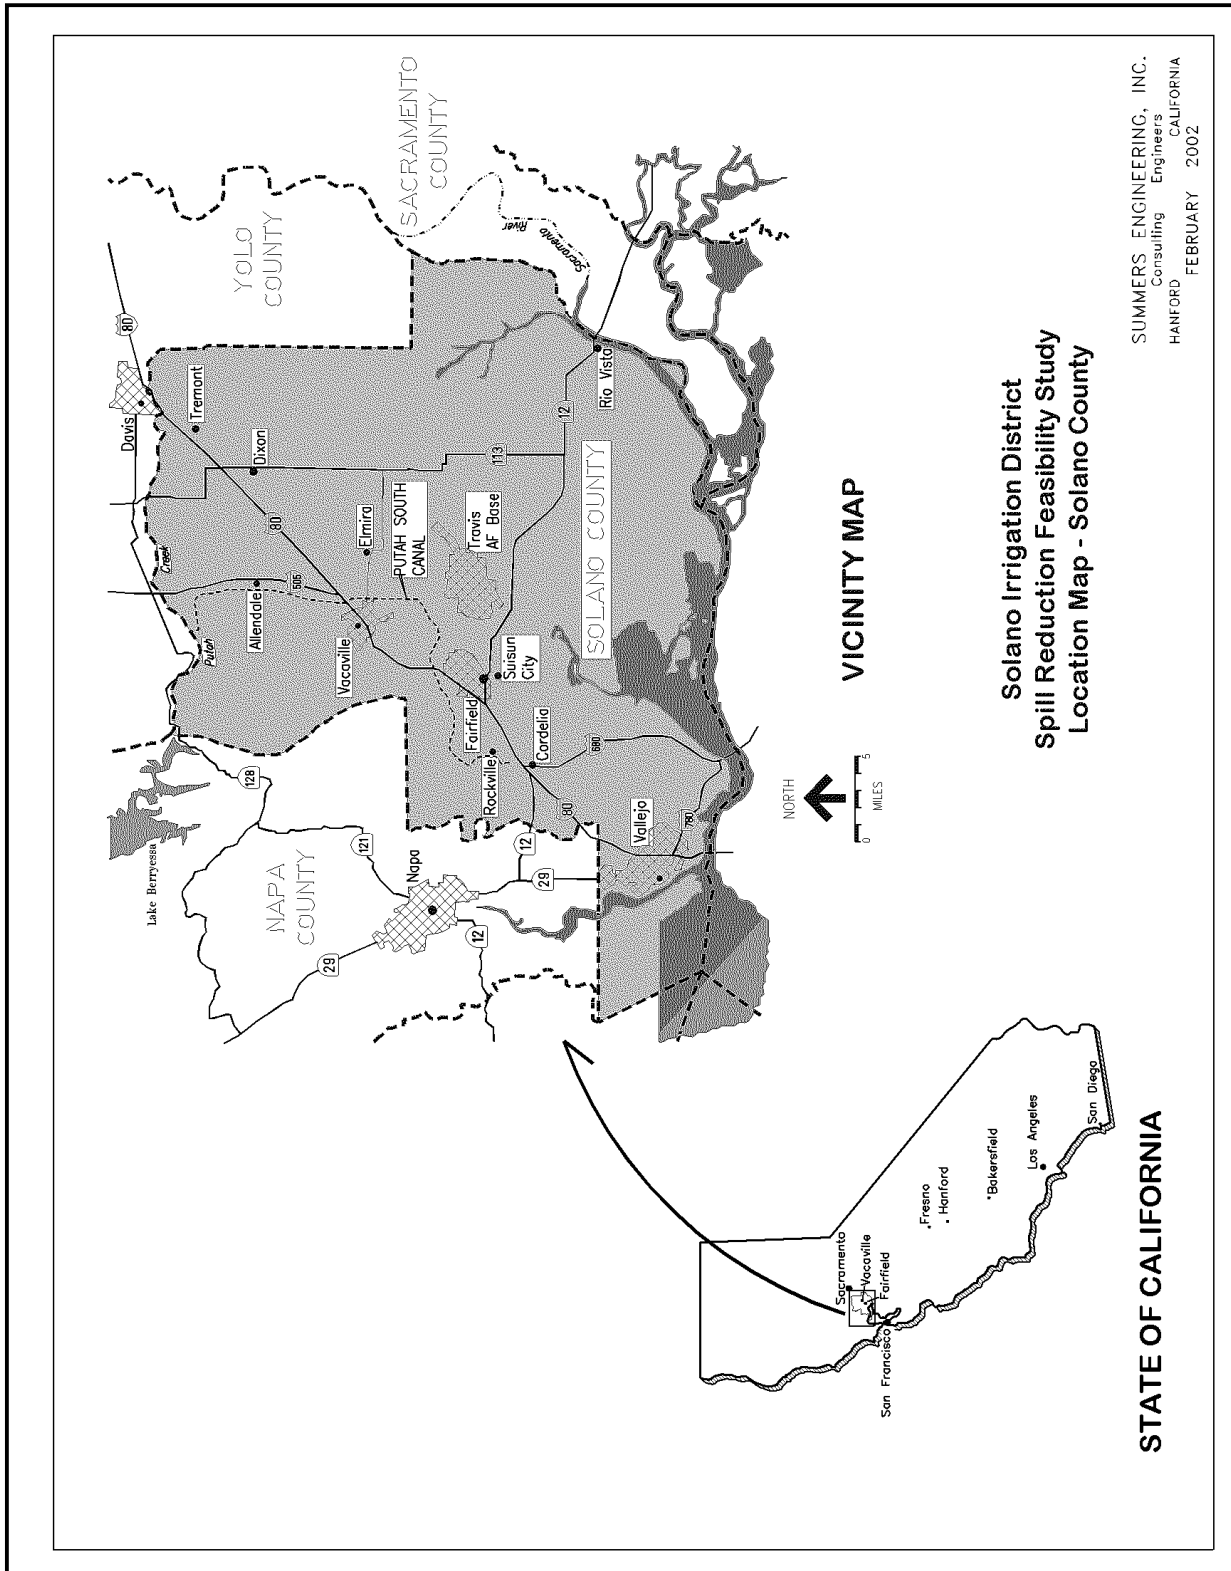 Lake Berryessa
NAPA
COUNTY
128
121
29
Napa
12
12
29
YOLO
COUNTY
SACRAMENTO
COUNTY
Sacramento
River
80
Davis
Tremont
Dixon
Putah
Creek
Allendale
505
80
Vacaville
Elmira
PUTAH SOUTH
CANAL
113
Travis
AF Base
Fairfield
Suisun
City
Rockville
Cordelia
12
Rio Vista
SOLANO COUNTY
680
80
Vallejo
780
VICINITY MAP
NORTH
0
5
MILES
Solano Irrigation District
Spill Reduction Feasibility Study
Location Map - Solano County
SUMMERS ENGINEERING, INC.
Consulting Engineers
HANFORD CALIFORNIA
FEBRUARY 2002
Sacramento
Vacaville
Fairfield
San Francisco
Fresno
Hanford
Bakersfield
Los Angeles
San Diego
STATE OF CALIFORNIA